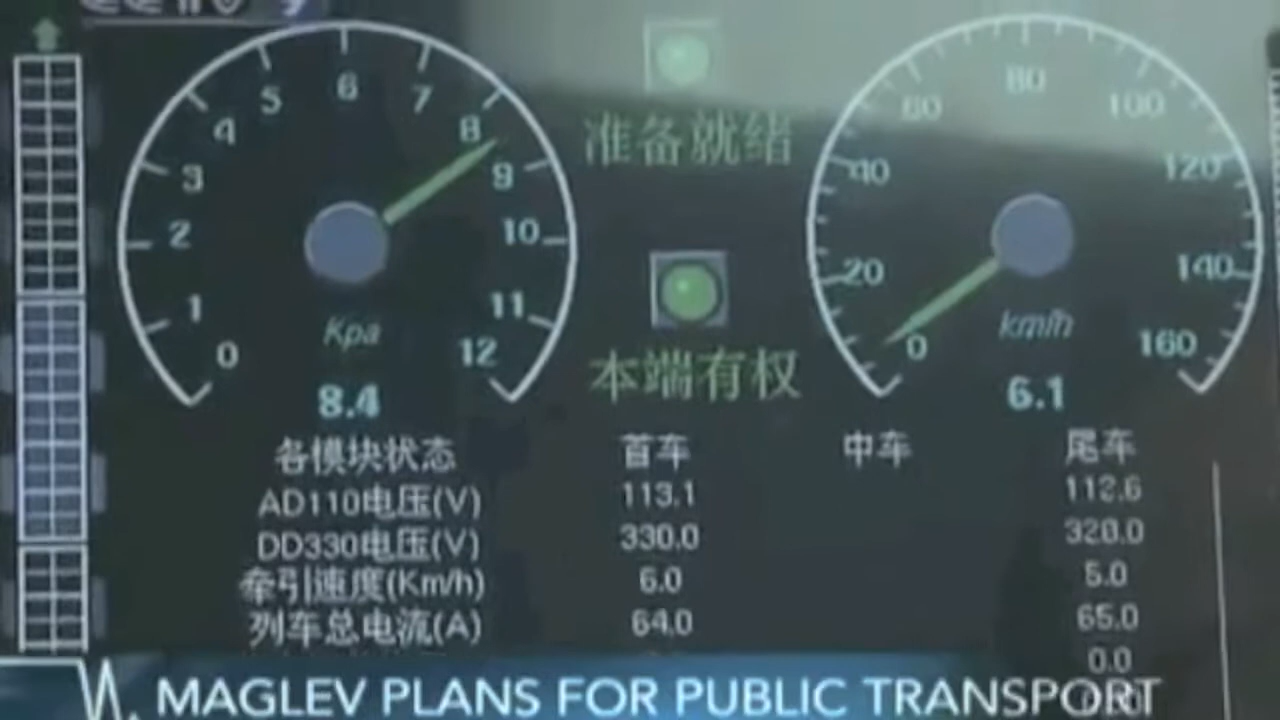 0 1 2 3 4 5 6 7 8 9 10 11 12
Kpa
8.4
准备就绪
本端有权
0 20 40 60 80 100 120 140 160
km/h
6.1
各模块状态 首车 中车 尾车
AD110电压(V) 113.1 112.6
DD330电压(V) 330.0 328.0
牵引速度(Km/h) 6.0 5.0
列车总电流(A) 64.0 65.0
0.0
MAGLEV PLANS FOR PUBLIC TRANSPORT